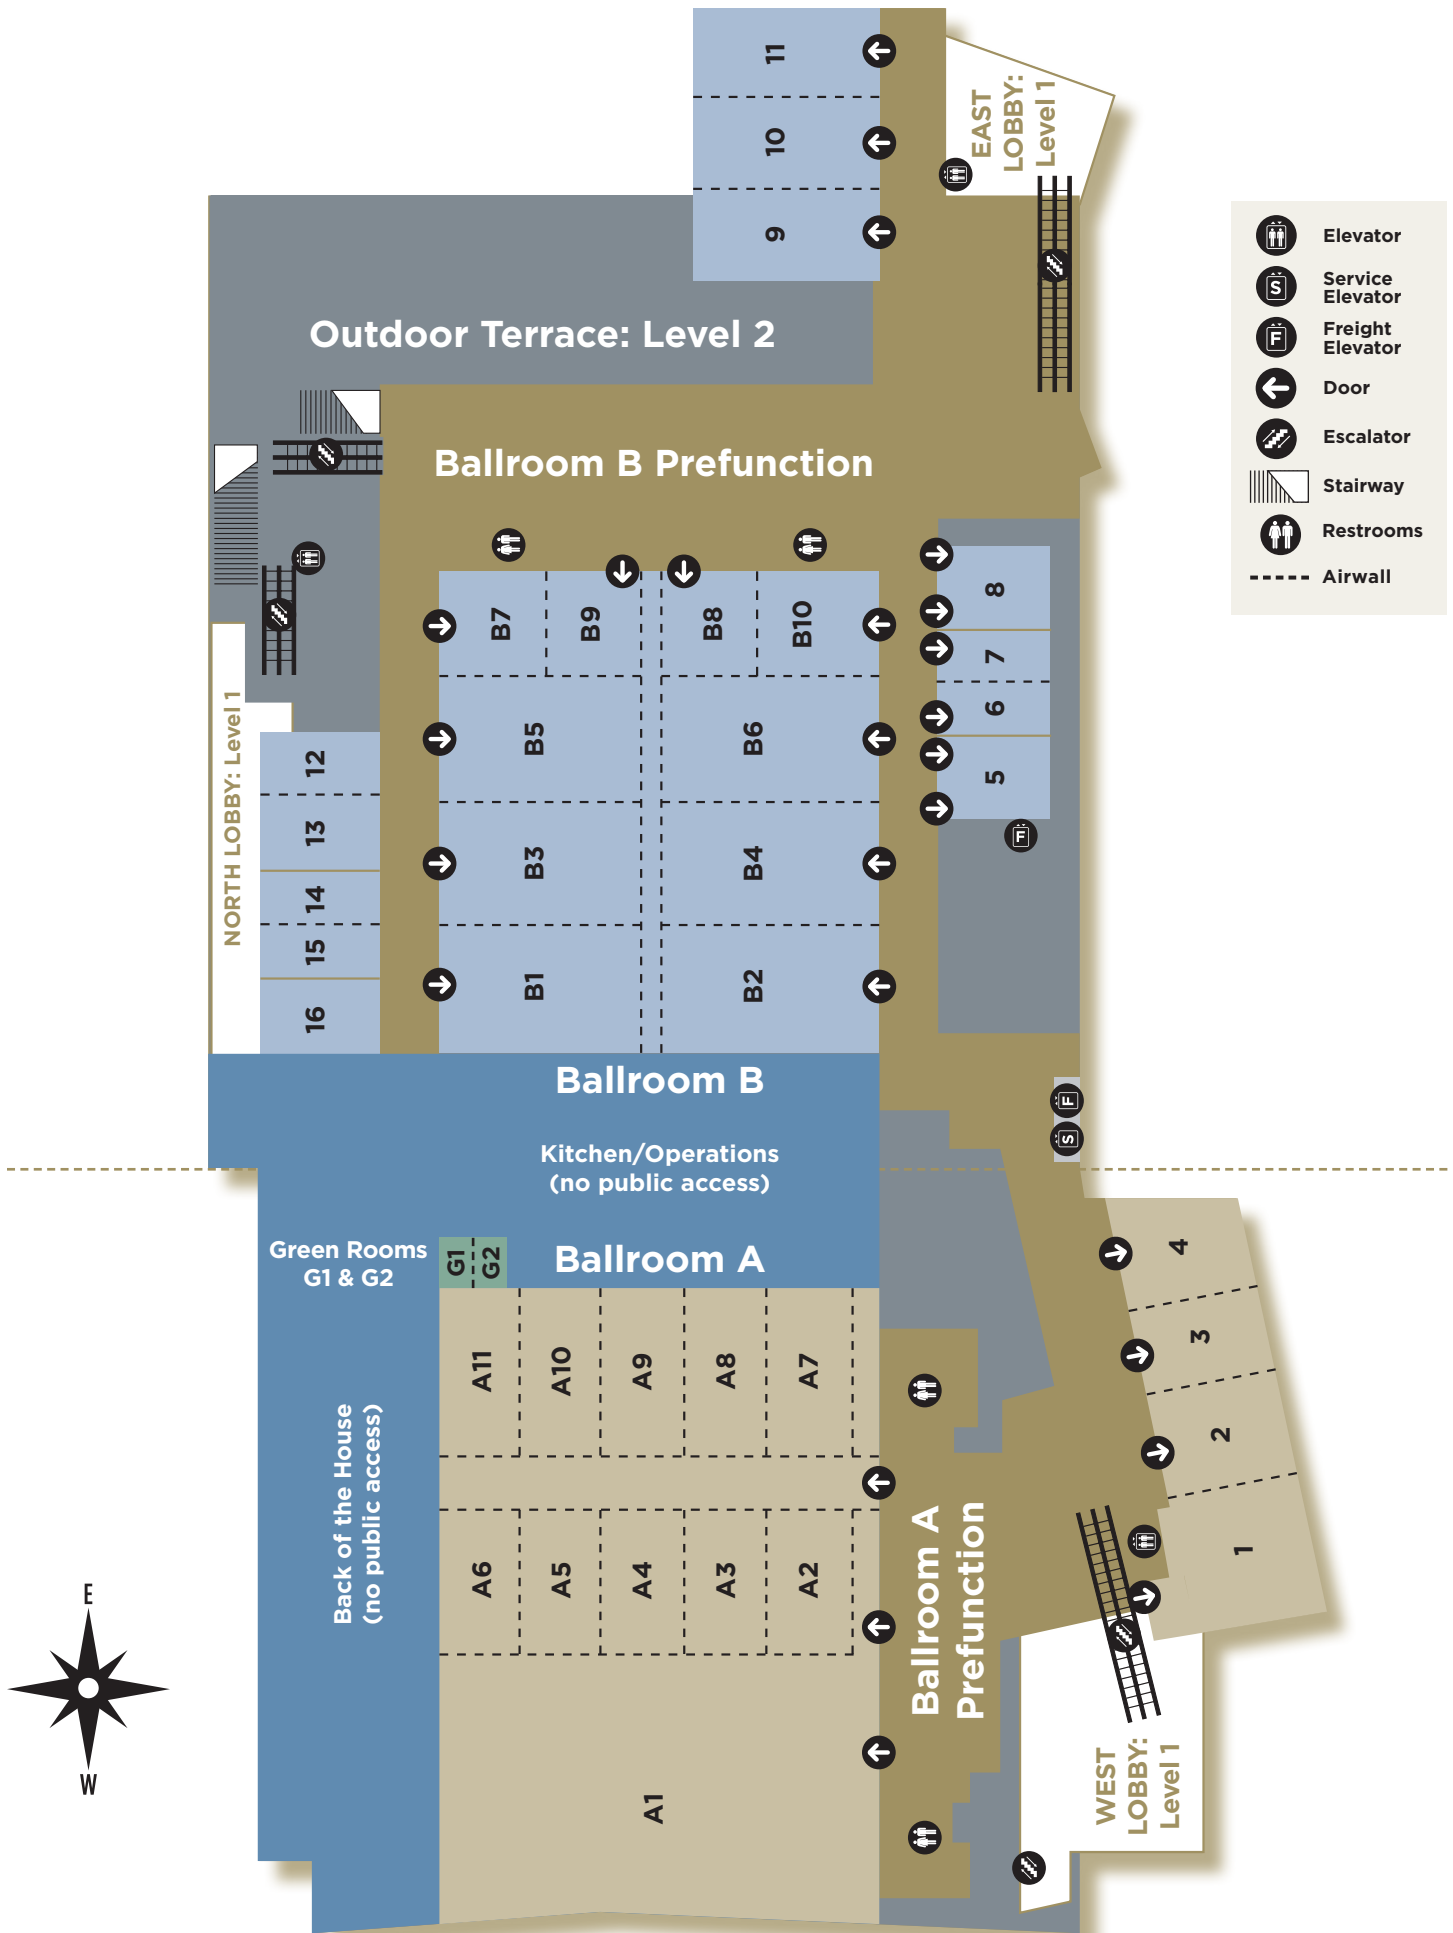 11
10
9
EAST
LOBBY:
Level 1
Elevator
S
Service
Elevator
F
Freight
Elevator
Door
Escalator
Stairway
Restrooms
Airwall
Outdoor Terrace: Level 2
Ballroom B Prefunction
B7
B9
B8
B10
B5
B6
B3
B4
B1
B2
8
7
6
5
F
NORTH LOBBY: Level 1
12
13
14
15
16
Ballroom B
Kitchen/Operations
(no public access)
F
S
Green Rooms
G1 & G2
G1
G2
Ballroom A
A11
A10
A9
A8
A7
A6
A5
A4
A3
A2
A1
Back of the House
(no public access)
Ballroom A
Prefunction
4
3
2
1
WEST
LOBBY:
Level 1
E
W